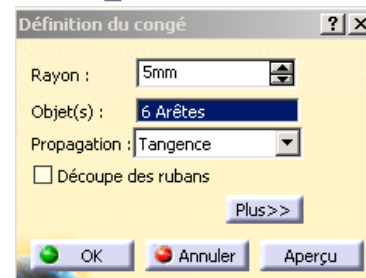 Définition du congé
Rayon : 5mm
Objet(s) : 6 Arêtes
Propagation : Tangence
Découpe des rubans
Plus>>
OK Annuler Aperçu